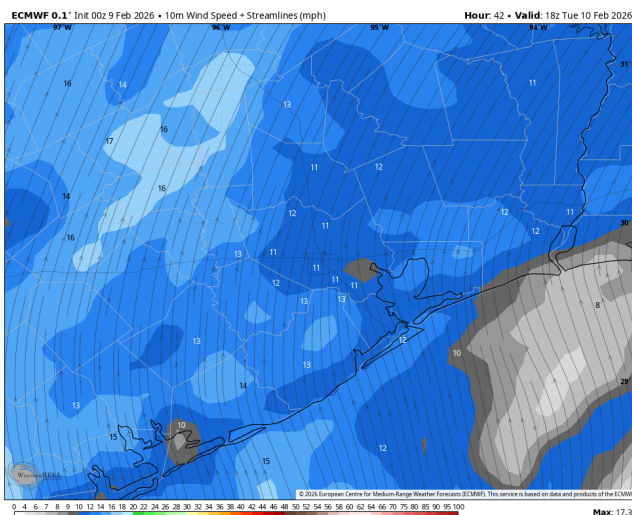 ECMWF 0.1° Init 00z 9 Feb 2026 • 10m Wind Speed + Streamlines (mph)
Hour: 42 • Valid: 18z Tue 10 Feb 2026
97°W 96°W 95°W 94°W
31°
16 14 11
13
16
17
11 12
16
14
12 12 11
30°
11 12
16
13 11
11
12 11 11
13 13
8
13 12
10
13
29°
14
13
10
15
12
15
WeatherBELL
© 2026 European Centre for Medium-Range Weather Forecasts (ECMWF). This service is based on data and products of the ECMW
0 4 6 7 8 9 10 12 14 16 18 20 22 24 26 28 30 32 34 36 38 40 42 44 46 48 50 52 54 56 58 60 62 64 66 68 70 75 80 85 90 95 100
Max: 17.3